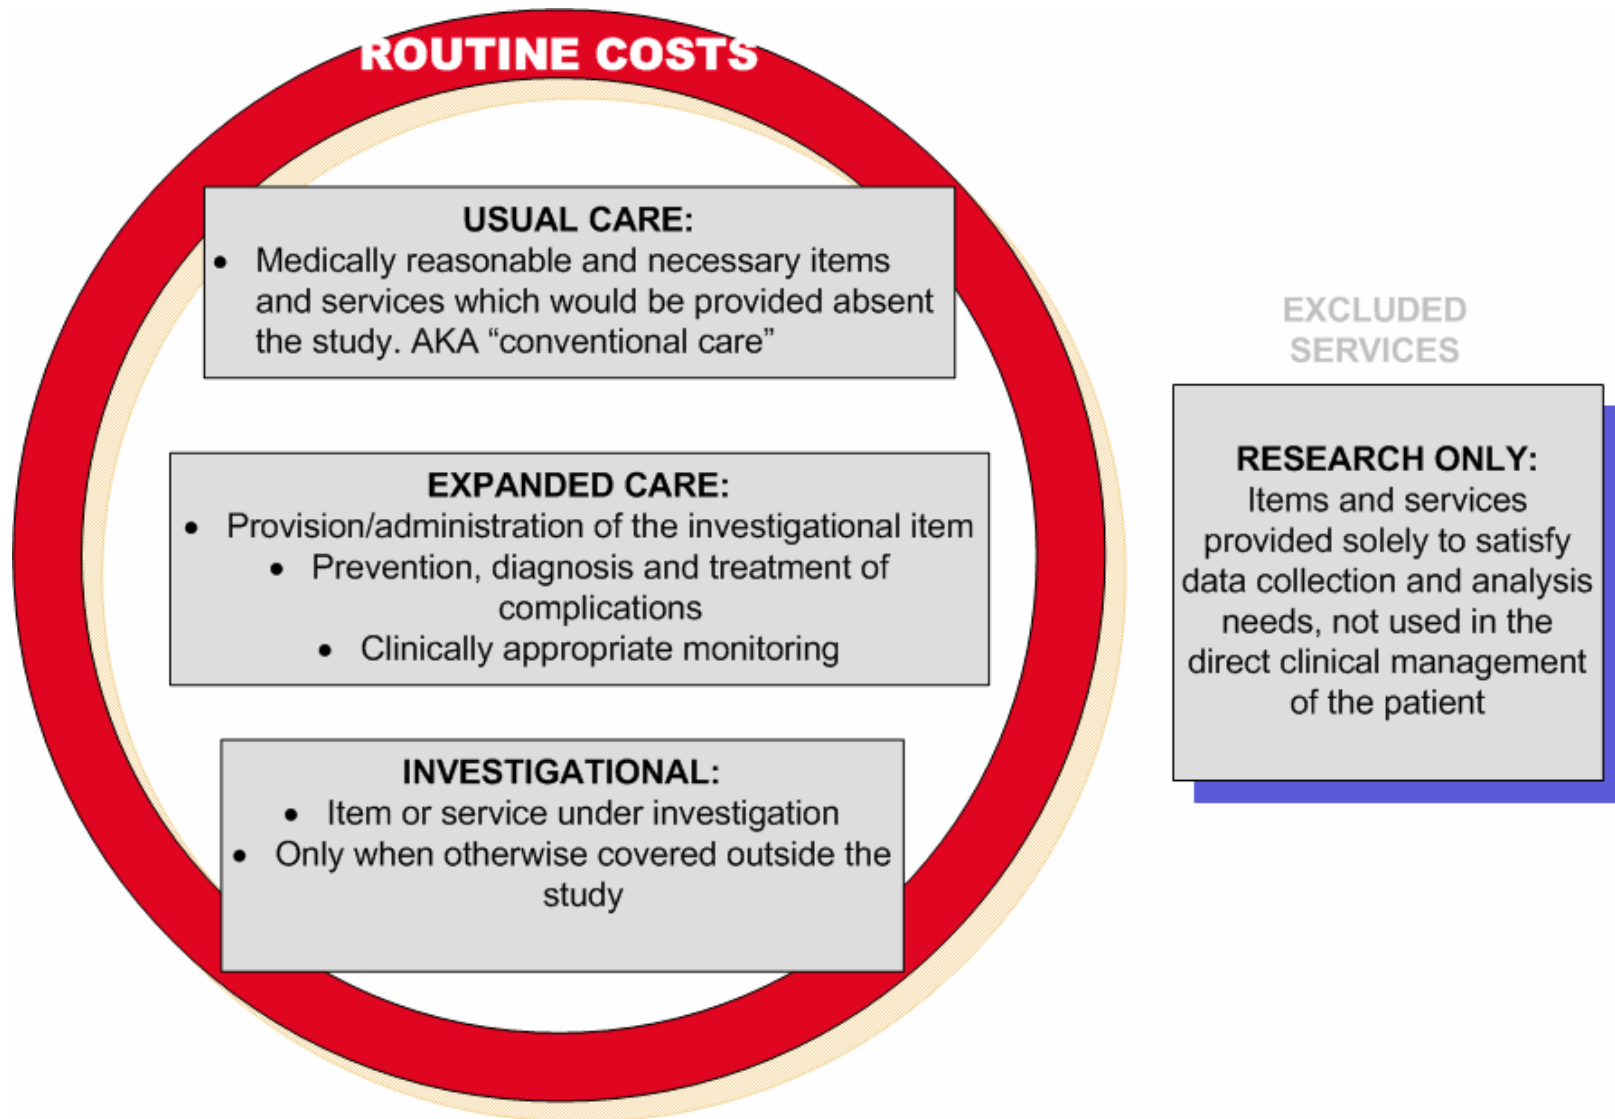 ROUTINE COSTS
USUAL CARE:
• Medically reasonable and necessary items
and services which would be provided absent
the study. AKA “conventional care”
EXPANDED CARE:
• Provision/administration of the investigational item
• Prevention, diagnosis and treatment of
complications
• Clinically appropriate monitoring
INVESTIGATIONAL:
• Item or service under investigation
• Only when otherwise covered outside the
study
EXCLUDED
SERVICES
RESEARCH ONLY:
Items and services
provided solely to satisfy
data collection and analysis
needs, not used in the
direct clinical management
of the patient